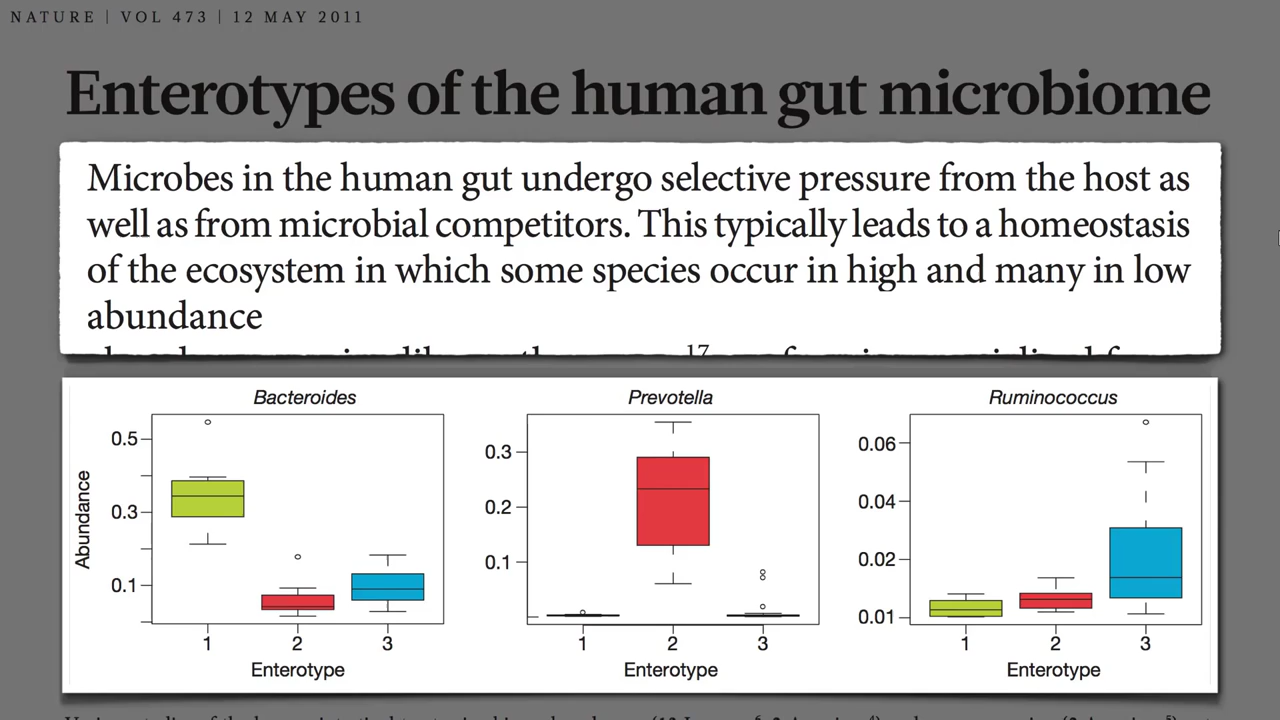 NATURE | VOL 473 | 12 MAY 2011
Enterotypes of the human gut microbiome
Microbes in the human gut undergo selective pressure from the host as
well as from microbial competitors. This typically leads to a homeostasis
of the ecosystem in which some species occur in high and many in low
abundance
17
Bacteroides
Prevotella
Ruminococcus
Abundance
0.5
0.3
0.1
0.3
0.2
0.1
0.06
0.04
0.02
0.01
1 2 3
1 2 3
1 2 3
Enterotype
Enterotype
Enterotype